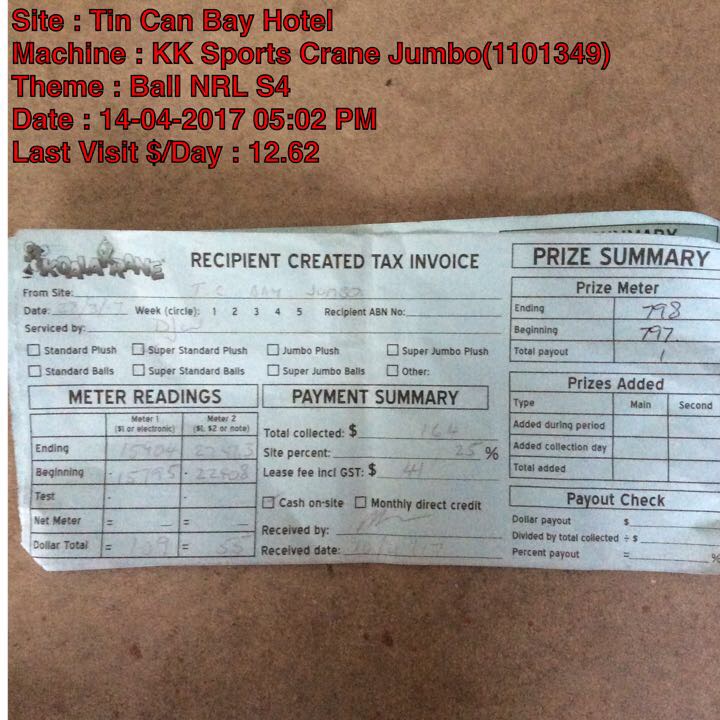 Site : Tin Can Bay Hotel
Machine : KK Sports Crane Jumbo(1101349)
Theme : Ball NRL S4
Date : 14-04-2017 05:02 PM
Last Visit $/Day : 12.62
KOALA KRANE
RECIPIENT CREATED TAX INVOICE
From Site: T C BAY JUMBO
Date: Week (circle): 1 2 3 4 5 Recipient ABN No:
Serviced by:
Standard Plush Super Standard Plush Jumbo Plush Super Jumbo Plush
Standard Balls Super Standard Balls Super Jumbo Balls Other:
METER READINGS
Meter 1 ($1 or electronic) Meter 2 ($1, $2 or note)
Ending
Beginning - 15795 - 22408
Test - -
Net Meter = =
Dollar Total = =
PAYMENT SUMMARY
Total collected: $ 164
Site percent: 25 %
Lease fee incl GST: $ 41
Cash on-site Monthly direct credit
Received by:
Received date:
PRIZE SUMMARY
Prize Meter
Ending 798
Beginning 797
Total payout 1
Prizes Added
Type Main Second
Added during period
Added collection day
Total added
Payout Check
Dollar payout $
Divided by total collected ÷ $
Percent payout = %